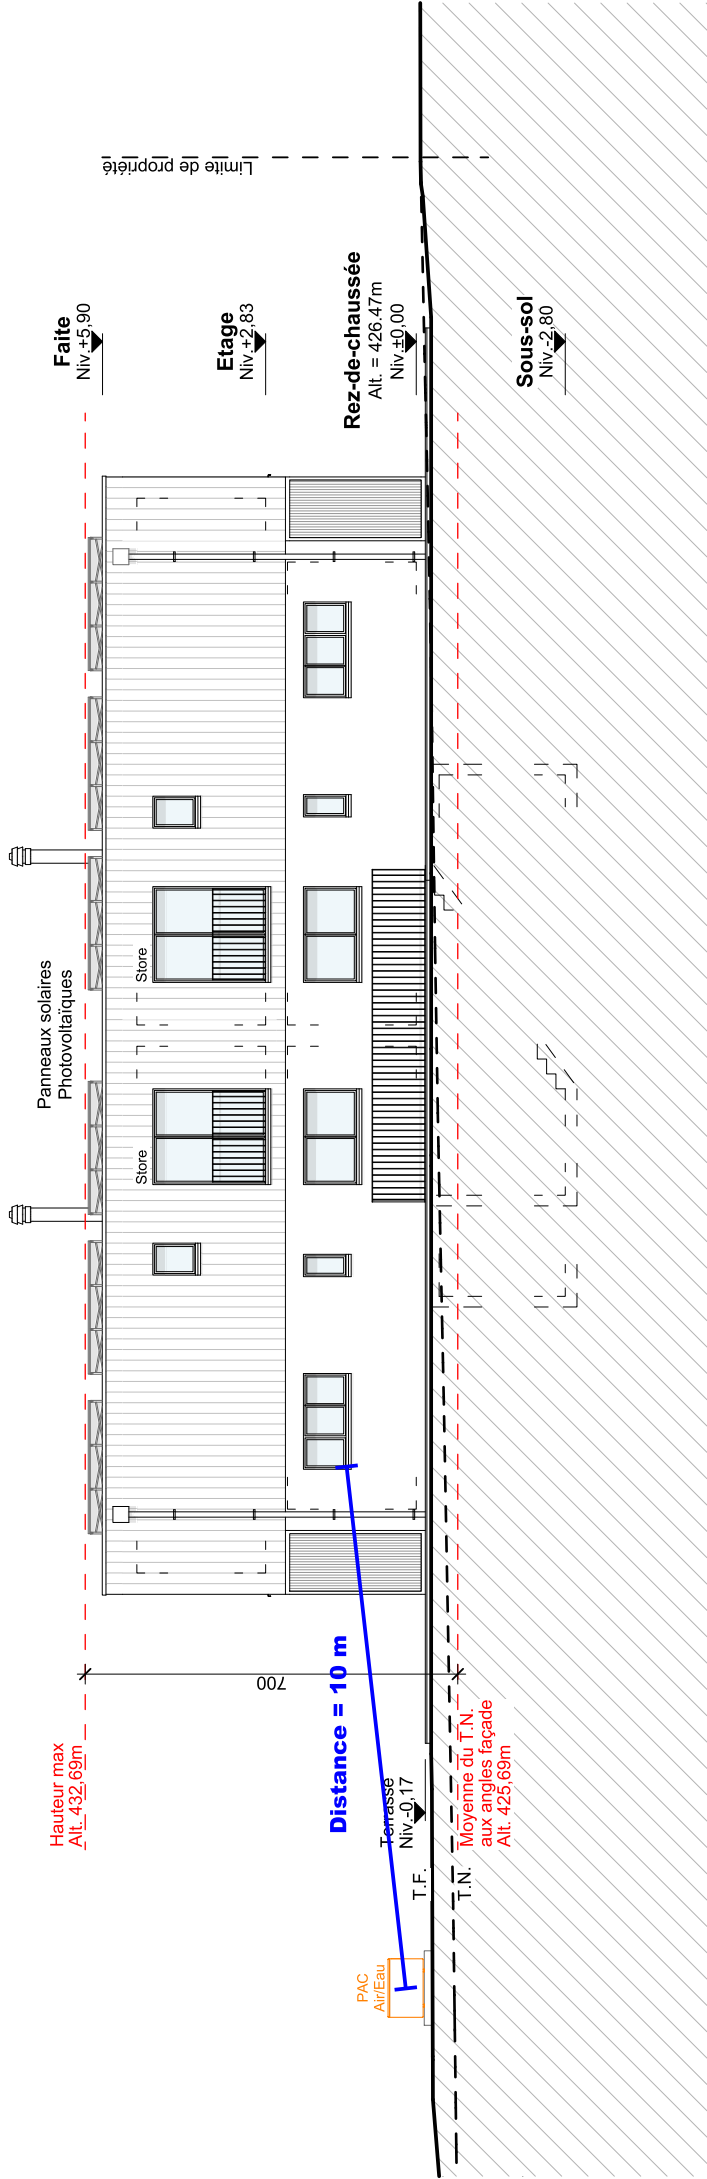 Limite de propriété
Faite
Niv.+5,90
Etage
Niv.+2,83
Rez-de-chaussée
Alt. = 426.47m
Niv.±0,00
Sous-sol
Niv.-2,80
Panneaux solaires
Photovoltaïques
Store
Store
Hauteur max
Alt. 432,69m
700
Distance = 10 m
Terrasse
Niv.-0,17
Moyenne du T.N.
aux angles façade
Alt. 425,69m
T.F.
T.N.
PAC
Air/Eau